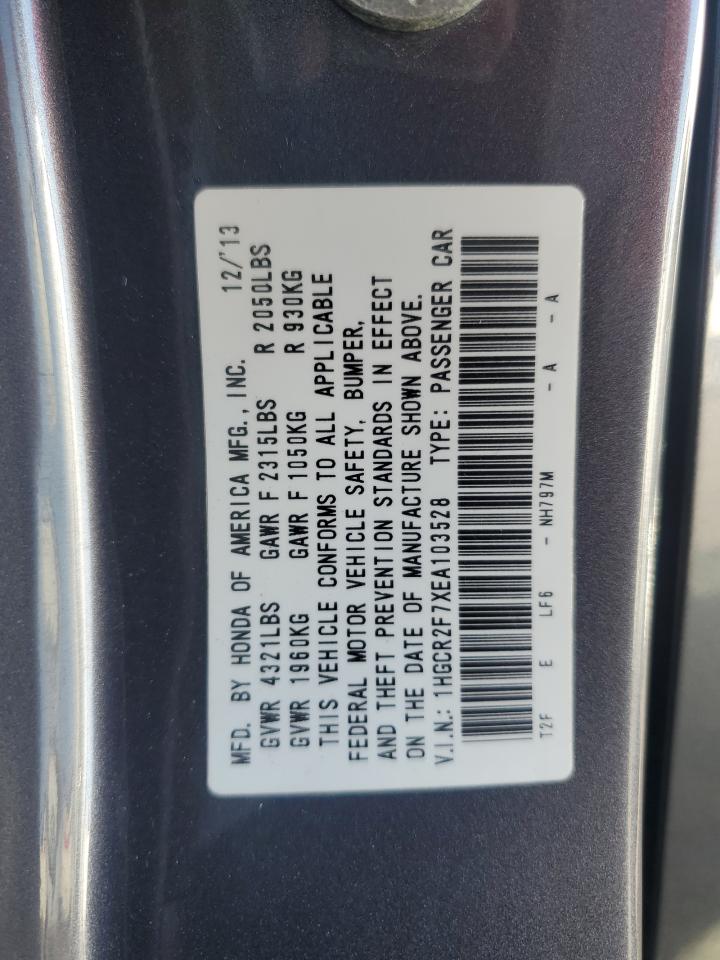 MFD. BY HONDA OF AMERICA MFG., INC. 12/'13
GVWR 4321LBS GAWR F 2315LBS R 2050LBS
GVWR 1960KG GAWR F 1050KG R 930KG
THIS VEHICLE CONFORMS TO ALL APPLICABLE
FEDERAL MOTOR VEHICLE SAFETY, BUMPER,
AND THEFT PREVENTION STANDARDS IN EFFECT
ON THE DATE OF MANUFACTURE SHOWN ABOVE.
V.I.N.: 1HGCR2F7XEA103528 TYPE: PASSENGER CAR
T2F E LF6 - NH797M - A - A